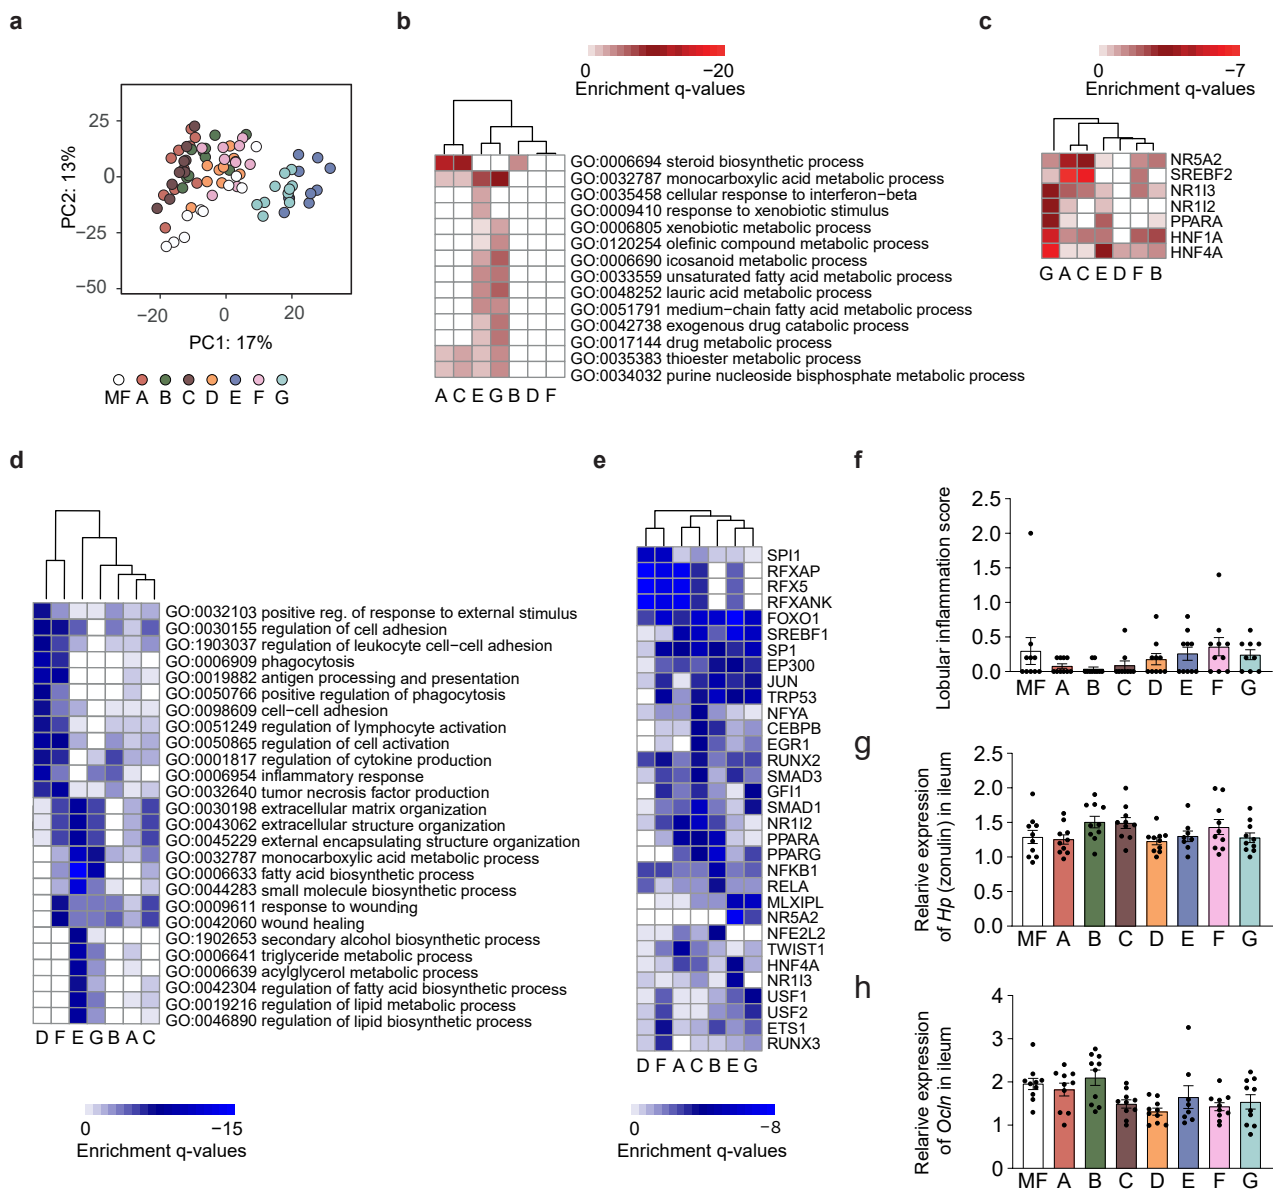 a
PC2: 13%
25
0
−25
−50
−20
0
20
PC1: 17%
MF A B C D E F G
b
0
−20
Enrichment q-values
GO:0006694 steroid biosynthetic process
GO:0032787 monocarboxylic acid metabolic process
GO:0035458 cellular response to interferon-beta
GO:0009410 response to xenobiotic stimulus
GO:0006805 xenobiotic metabolic process
GO:0120254 olefinic compound metabolic process
GO:0006690 icosanoid metabolic process
GO:0033559 unsaturated fatty acid metabolic process
GO:0048252 lauric acid metabolic process
GO:0051791 medium-chain fatty acid metabolic process
GO:0042738 exogenous drug catabolic process
GO:0017144 drug metabolic process
GO:0035383 thioester metabolic process
GO:0034032 purine nucleoside bisphosphate metabolic process
A C E G B D F
c
0
−7
Enrichment q-values
NR5A2
SREBF2
NR1I3
NR1I2
PPARA
HNF1A
HNF4A
G A C E D F B
d
GO:0032103 positive reg. of response to external stimulus
GO:0030155 regulation of cell adhesion
GO:1903037 regulation of leukocyte cell−cell adhesion
GO:0006909 phagocytosis
GO:0019882 antigen processing and presentation
GO:0050766 positive regulation of phagocytosis
GO:0098609 cell−cell adhesion
GO:0051249 regulation of lymphocyte activation
GO:0050865 regulation of cell activation
GO:0001817 regulation of cytokine production
GO:0006954 inflammatory response
GO:0032640 tumor necrosis factor production
GO:0030198 extracellular matrix organization
GO:0043062 extracellular structure organization
GO:0045229 external encapsulating structure organization
GO:0032787 monocarboxylic acid metabolic process
GO:0006633 fatty acid biosynthetic process
GO:0044283 small molecule biosynthetic process
GO:0009611 response to wounding
GO:0042060 wound healing
GO:1902653 secondary alcohol biosynthetic process
GO:0006641 triglyceride metabolic process
GO:0006639 acylglycerol metabolic process
GO:0042304 regulation of fatty acid biosynthetic process
GO:0019216 regulation of lipid metabolic process
GO:0046890 regulation of lipid biosynthetic process
D F E G B A C
0
−15
Enrichment q-values
e
SPI1
RFXAP
RFX5
RFXANK
FOXO1
SREBF1
SP1
EP300
JUN
TRP53
NFYA
CEBPB
EGR1
RUNX2
SMAD3
GFI1
SMAD1
NR1I2
PPARA
PPARG
NFKB1
RELA
MLXIPL
NR5A2
NFE2L2
TWIST1
HNF4A
NR1I3
USF1
USF2
ETS1
RUNX3
D F A C B E G
0
−8
Enrichment q-values
f
Lobular inflammation score
2.5
2.0
1.5
1.0
0.5
0.0
MF A B C D E F G
g
Relarive expression
of Hp (zonulin) in ileum
2.5
2.0
1.5
1.0
0.5
0.0
MF A B C D E F G
h
Relarive expression
of Ocln in ileum
4
3
2
1
0
MF A B C D E F G